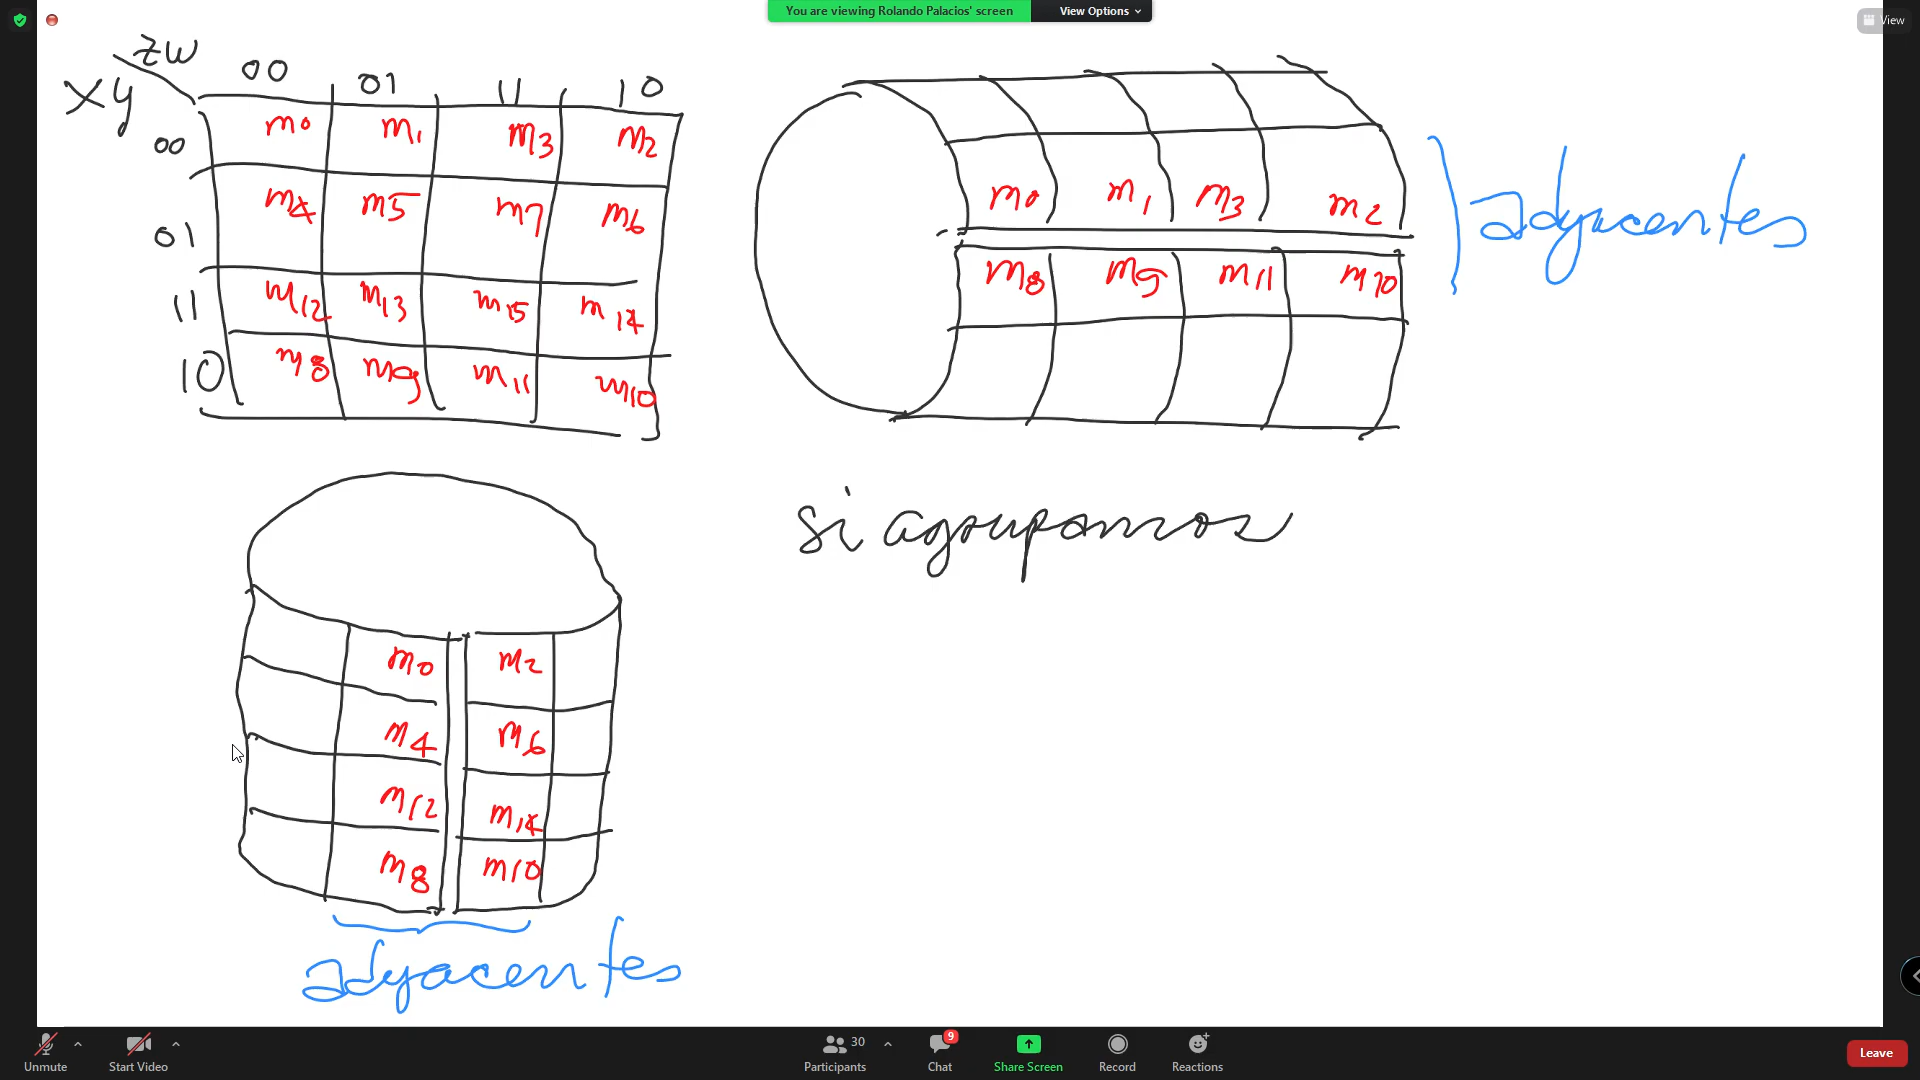 You are viewing Rolando Palacios' screen
View Options
View
zw
xy
00 01 11 10
00 m0 m1 m3 m2
01 m4 m5 m7 m6
11 m12 m13 m15 m14
10 m8 m9 m11 m10
m0 m1 m3 m2
m8 m9 m11 m10
adyacentes
si agrupamos
m0 m2
m4 m6
m12 m14
m8 m10
adyacentes
Unmute
Start Video
30
Participants
9
Chat
Share Screen
Record
Reactions
Leave